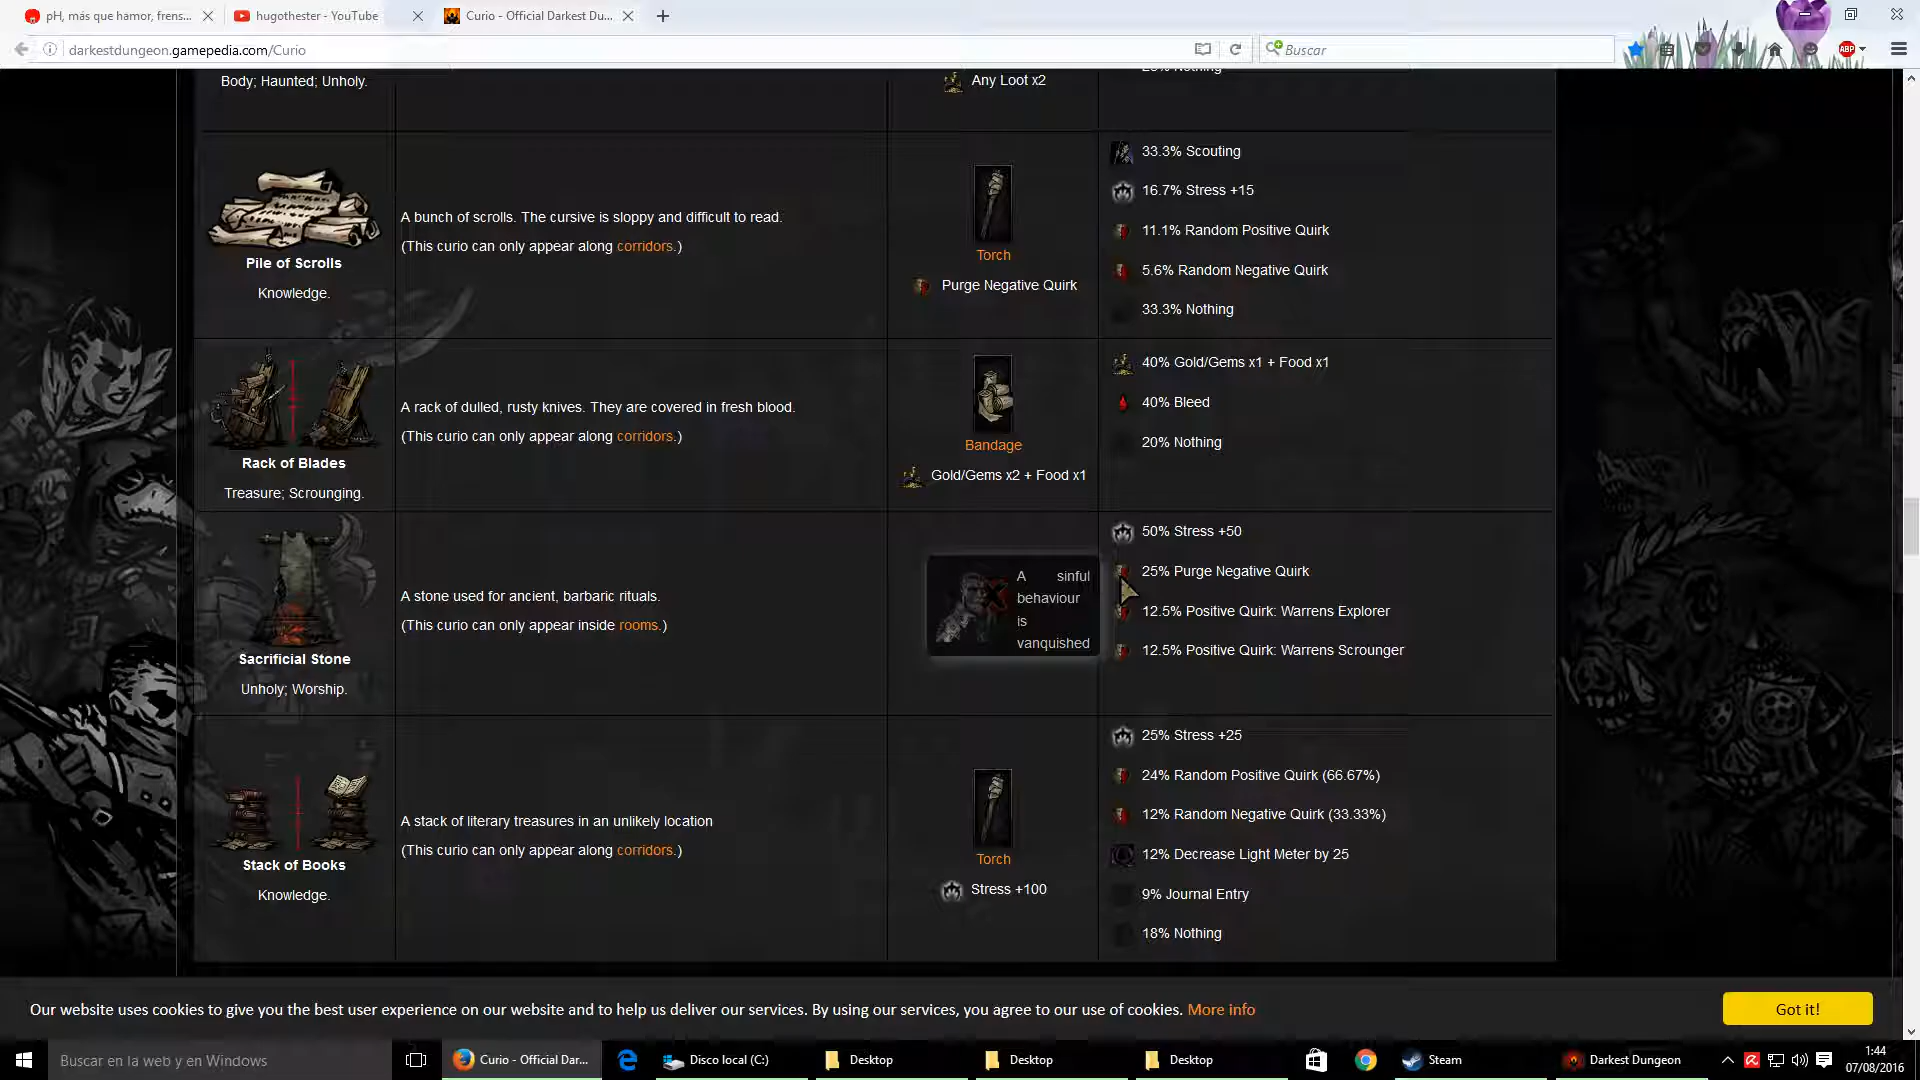 pH, más que hamor, frens...
hugothester - YouTube
Curio - Official Darkest Du...
darkestdungeon.gamepedia.com/Curio
Buscar
ABP
Body; Haunted; Unholy.
Any Loot x2
Pile of Scrolls
Knowledge.
A bunch of scrolls. The cursive is sloppy and difficult to read.
(This curio can only appear along corridors.)
Torch
Purge Negative Quirk
33.3% Scouting
16.7% Stress +15
11.1% Random Positive Quirk
5.6% Random Negative Quirk
33.3% Nothing
Rack of Blades
Treasure; Scrounging.
A rack of dulled, rusty knives. They are covered in fresh blood.
(This curio can only appear along corridors.)
Bandage
Gold/Gems x2 + Food x1
40% Gold/Gems x1 + Food x1
40% Bleed
20% Nothing
Sacrificial Stone
Unholy; Worship.
A stone used for ancient, barbaric rituals.
(This curio can only appear inside rooms.)
A sinful
behaviour
is
vanquished
50% Stress +50
25% Purge Negative Quirk
12.5% Positive Quirk: Warrens Explorer
12.5% Positive Quirk: Warrens Scrounger
Stack of Books
Knowledge.
A stack of literary treasures in an unlikely location
(This curio can only appear along corridors.)
Torch
Stress +100
25% Stress +25
24% Random Positive Quirk (66.67%)
12% Random Negative Quirk (33.33%)
12% Decrease Light Meter by 25
9% Journal Entry
18% Nothing
Our website uses cookies to give you the best user experience on our website and to help us deliver our services. By using our services, you agree to our use of cookies. More info
Got it!
Buscar en la web y en Windows
Curio - Official Dar...
Disco local (C:)
Desktop
Desktop
Desktop
Steam
Darkest Dungeon
1:44
07/08/2016